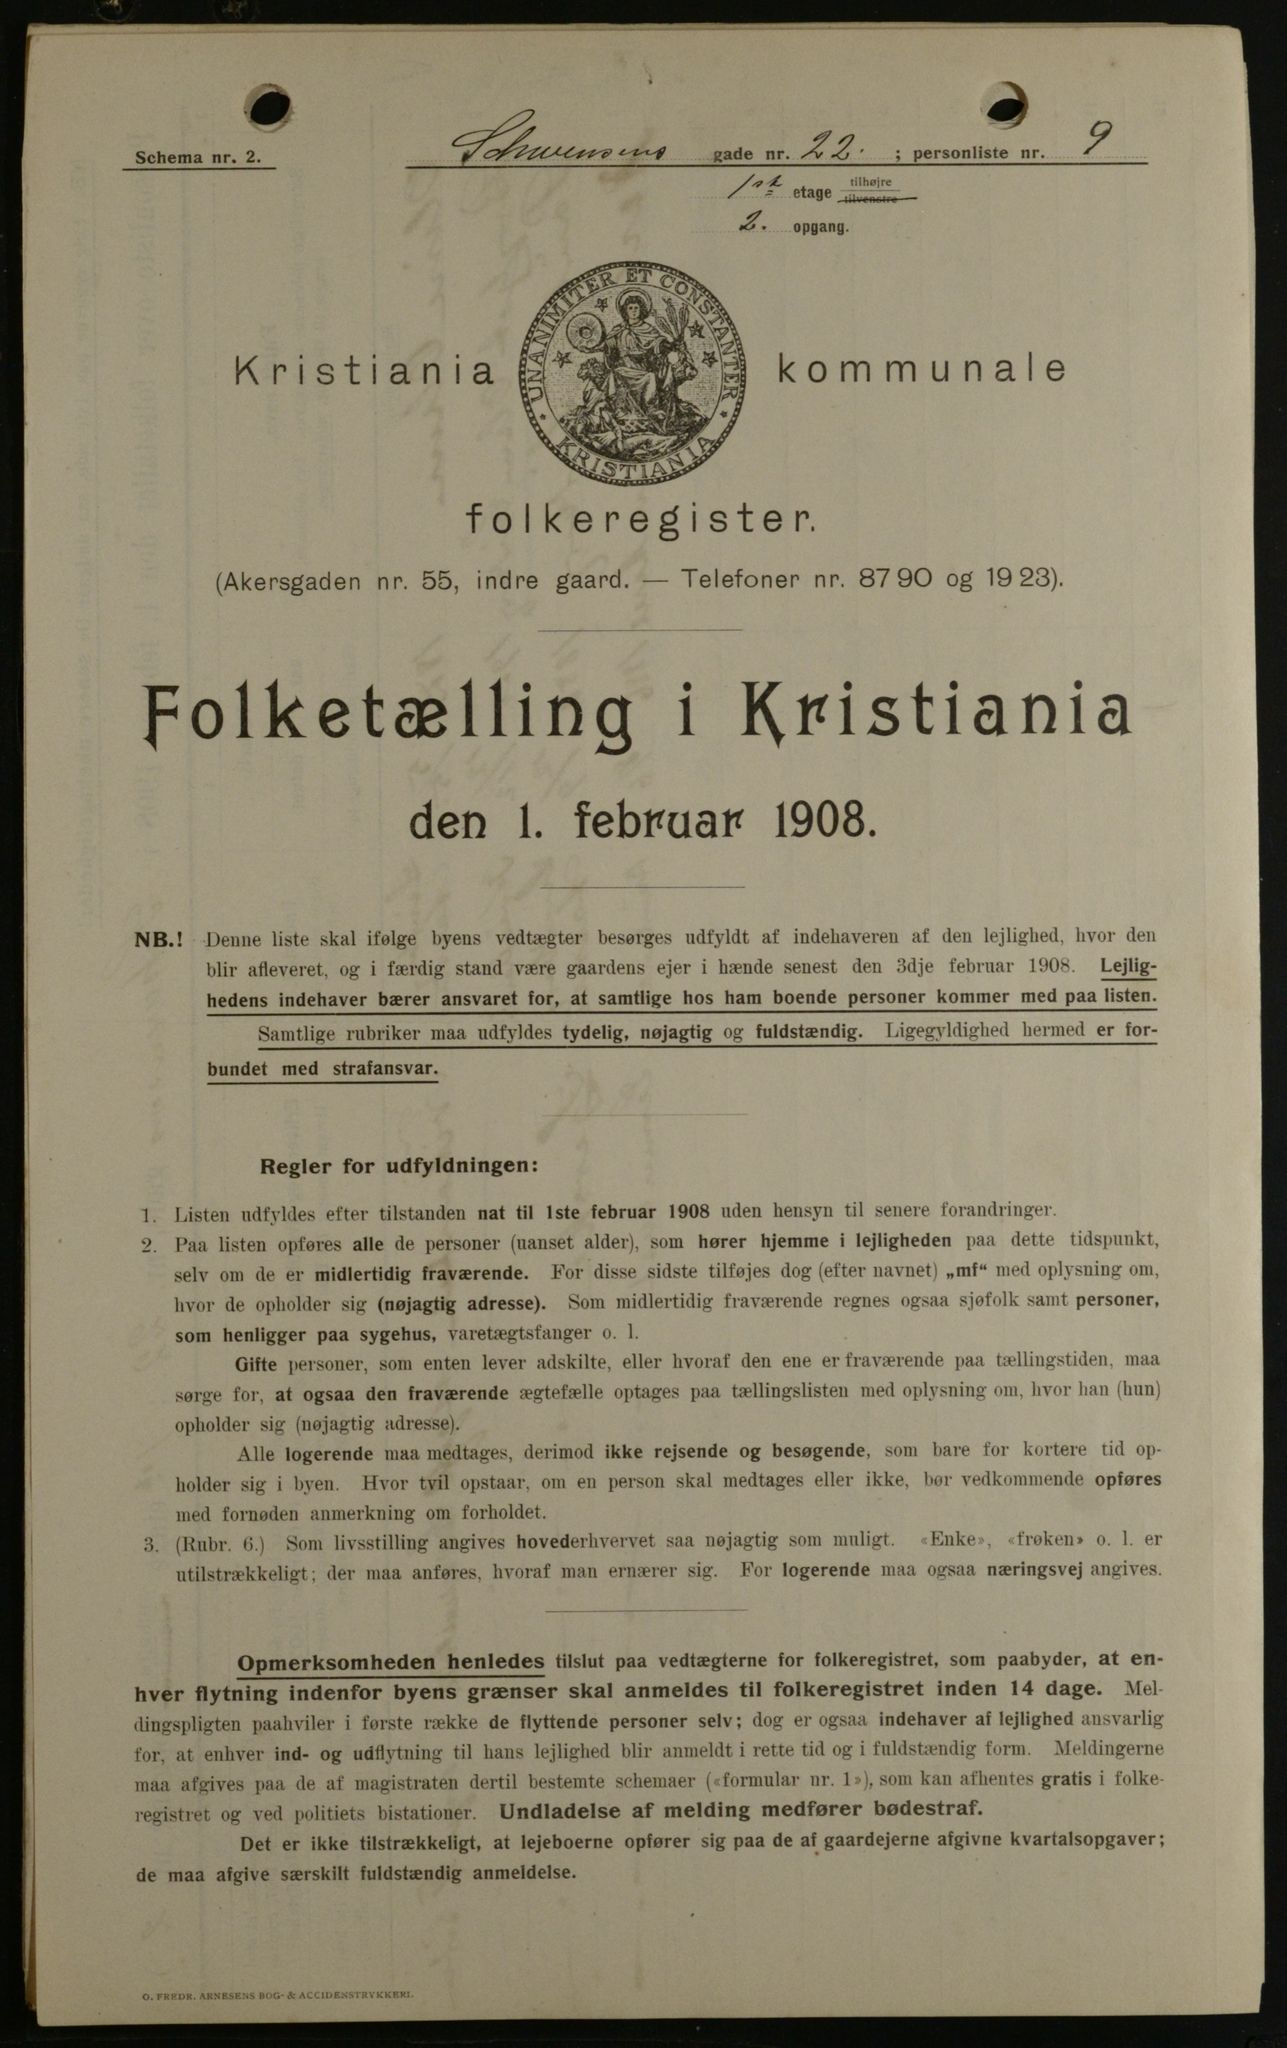 Schema nr. 2.
Schwensens gade nr. 22. ; personliste nr. 9
1st etage tilhøjre tilvenstre
2. opgang.
UNANIMITER ET CONSTANTER
KRISTIANIA
Kristiania kommunale
folkeregister.
(Akersgaden nr. 55, indre gaard. — Telefoner nr. 87 90 og 19 23).
Folketælling i Kristiania
den 1. februar 1908.
NB.! Denne liste skal ifølge byens vedtægter besørges udfyldt af indehaveren af den lejlighed, hvor den
blir afleveret, og i færdig stand være gaardens ejer i hænde senest den 3dje februar 1908. Lejlig-
hedens indehaver bærer ansvaret for, at samtlige hos ham boende personer kommer med paa listen.
Samtlige rubriker maa udfyldes tydelig, nøjagtig og fuldstændig. Ligegyldighed hermed er for-
bundet med strafansvar.
Regler for udfyldningen:
1. Listen udfyldes efter tilstanden nat til 1ste februar 1908 uden hensyn til senere forandringer.
2. Paa listen opføres alle de personer (uanset alder), som hører hjemme i lejligheden paa dette tidspunkt,
selv om de er midlertidig fraværende. For disse sidste tilføjes dog (efter navnet) „mf“ med oplysning om,
hvor de opholder sig (nøjagtig adresse). Som midlertidig fraværende regnes ogsaa sjøfolk samt personer,
som henligger paa sygehus, varetægtsfanger o. l.
Gifte personer, som enten lever adskilte, eller hvoraf den ene er fraværende paa tællingstiden, maa
sørge for, at ogsaa den fraværende ægtefælle optages paa tællingslisten med oplysning om, hvor han (hun)
opholder sig (nøjagtig adresse).
Alle logerende maa medtages, derimod ikke rejsende og besøgende, som bare for kortere tid op-
holder sig i byen. Hvor tvil opstaar, om en person skal medtages eller ikke, bør vedkommende opføres
med fornøden anmerkning om forholdet.
3. (Rubr. 6.) Som livsstilling angives hovederhvervet saa nøjagtig som muligt. «Enke», «frøken» o. l. er
utilstrækkeligt; der maa anføres, hvoraf man ernærer sig. For logerende maa ogsaa næringsvej angives.
Opmerksomheden henledes tilslut paa vedtægterne for folkeregistret, som paabyder, at en-
hver flytning indenfor byens grænser skal anmeldes til folkeregistret inden 14 dage. Mel-
dingspligten paahviler i første række de flyttende personer selv; dog er ogsaa indehaver af lejlighed ansvarlig
for, at enhver ind- og udflytning til hans lejlighed blir anmeldt i rette tid og i fuldstændig form. Meldingerne
maa afgives paa de af magistraten dertil bestemte schemaer («formular nr. 1»), som kan afhentes gratis i folke-
registret og ved politiets bistationer. Undladelse af melding medfører bødestraf.
Det er ikke tilstrækkeligt, at lejeboerne opfører sig paa de af gaardejerne afgivne kvartalsopgaver;
de maa afgive særskilt fuldstændig anmeldelse.
O. FREDR. ARNESENS BOG- & ACCIDENSTRYKKERI.